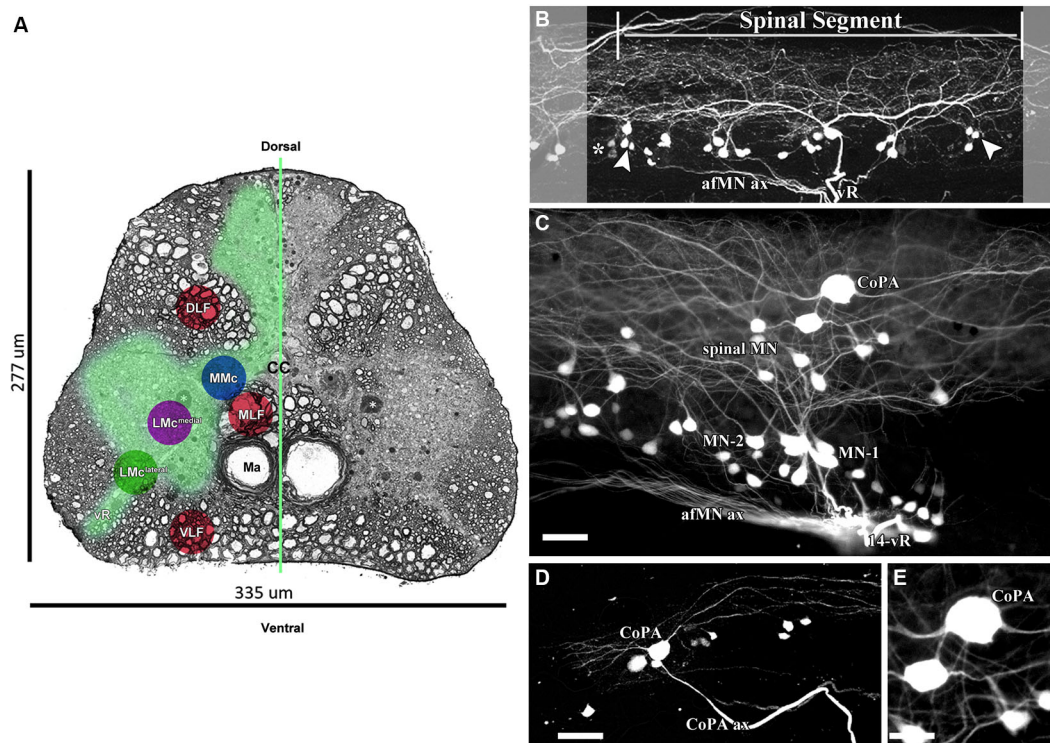 A
Dorsal
277 um
DLF
MMc
CC
LMc medial
MLF
*
LMc lateral
Ma
vR
VLF
335 um
Ventral
B
Spinal Segment
*
afMN ax
vR
C
CoPA
spinal MN
MN-2
MN-1
afMN ax
14-vR
D
CoPA
CoPA ax
E
CoPA